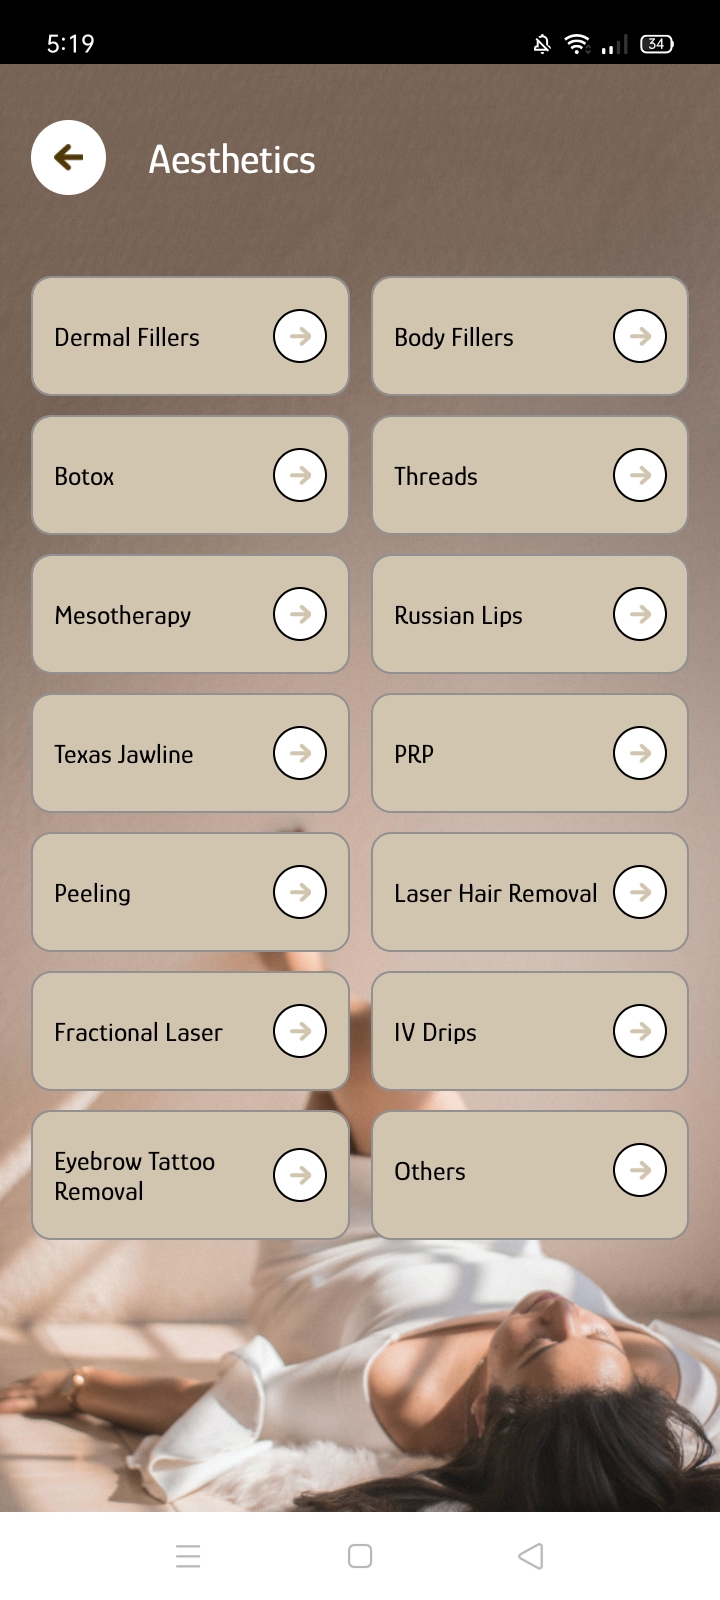 5:19
34
Aesthetics
Dermal Fillers
Body Fillers
Botox
Threads
Mesotherapy
Russian Lips
Texas Jawline
PRP
Peeling
Laser Hair Removal
Fractional Laser
IV Drips
Eyebrow Tattoo
Removal
Others